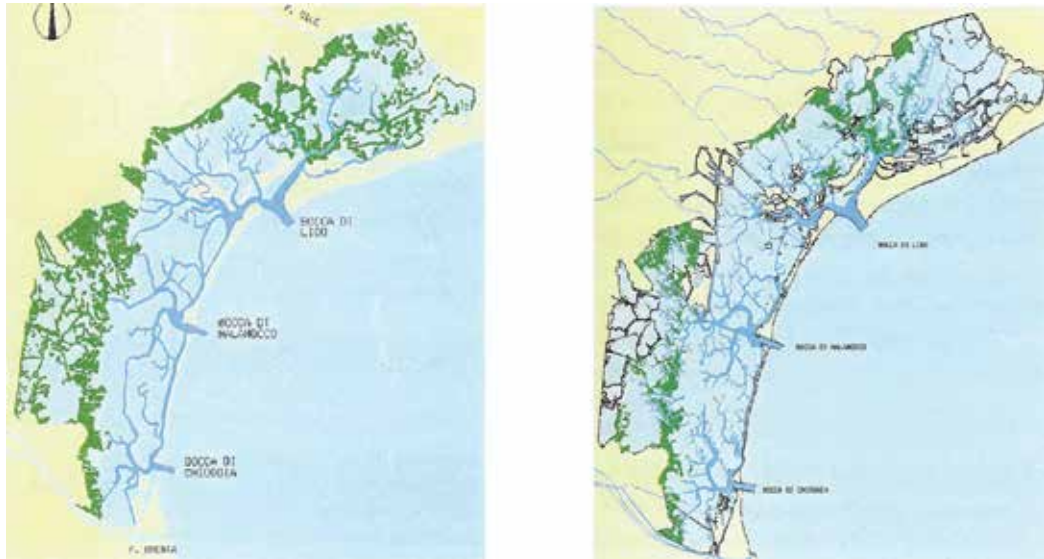 F. SILE
BOCCA DI
LIDO
BOCCA DI
MALAMOCCO
BOCCA DI
CHIOGGIA
F. BRENTA
BOCCA DI LIDO
BOCCA DI MALAMOCCO
BOCCA DI CHIOGGIA